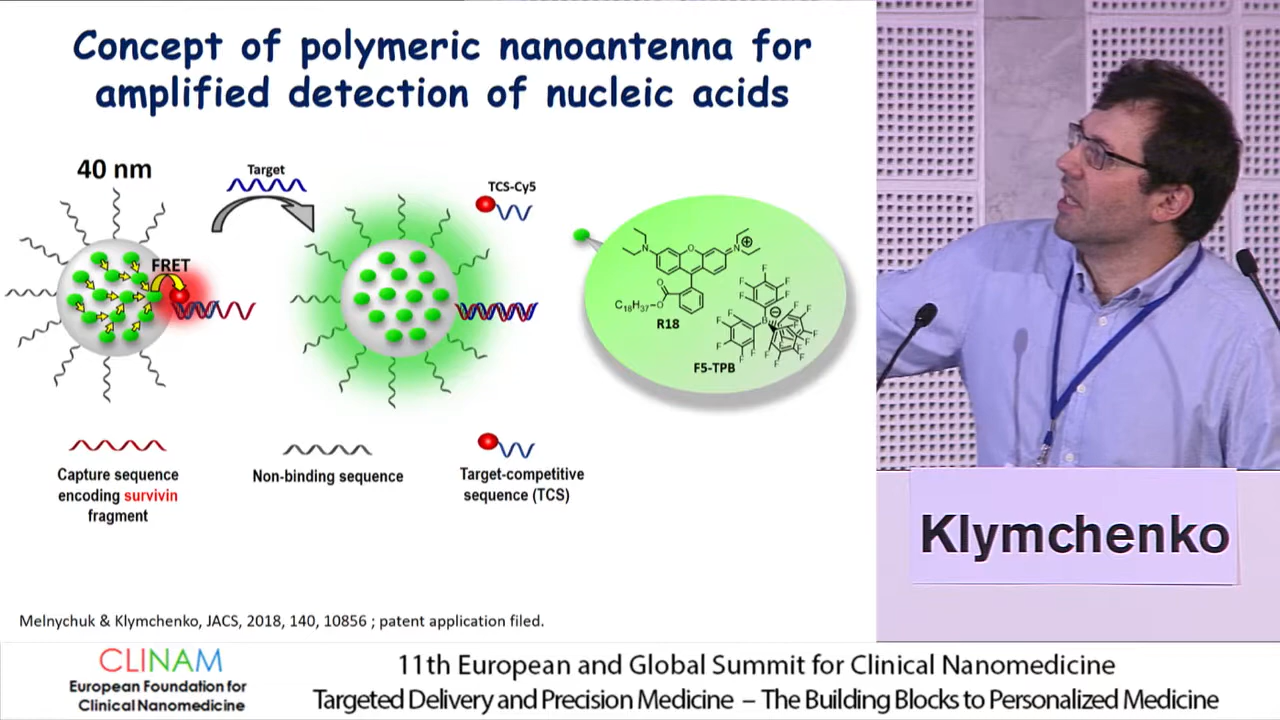 Concept of polymeric nanoantenna for
amplified detection of nucleic acids
40 nm
Target
TCS-Cy5
FRET
N
O
N
C18H37-O
O
R18
F
F
F
F
F
B
F5-TPB
Capture sequence
encoding survivin
fragment
Non-binding sequence
Target-competitive
sequence (TCS)
Melnychuk & Klymchenko, JACS, 2018, 140, 10856 ; patent application filed.
Klymchenko
CLINAM
European Foundation for
Clinical Nanomedicine
11th European and Global Summit for Clinical Nanomedicine
Targeted Delivery and Precision Medicine – The Building Blocks to Personalized Medicine